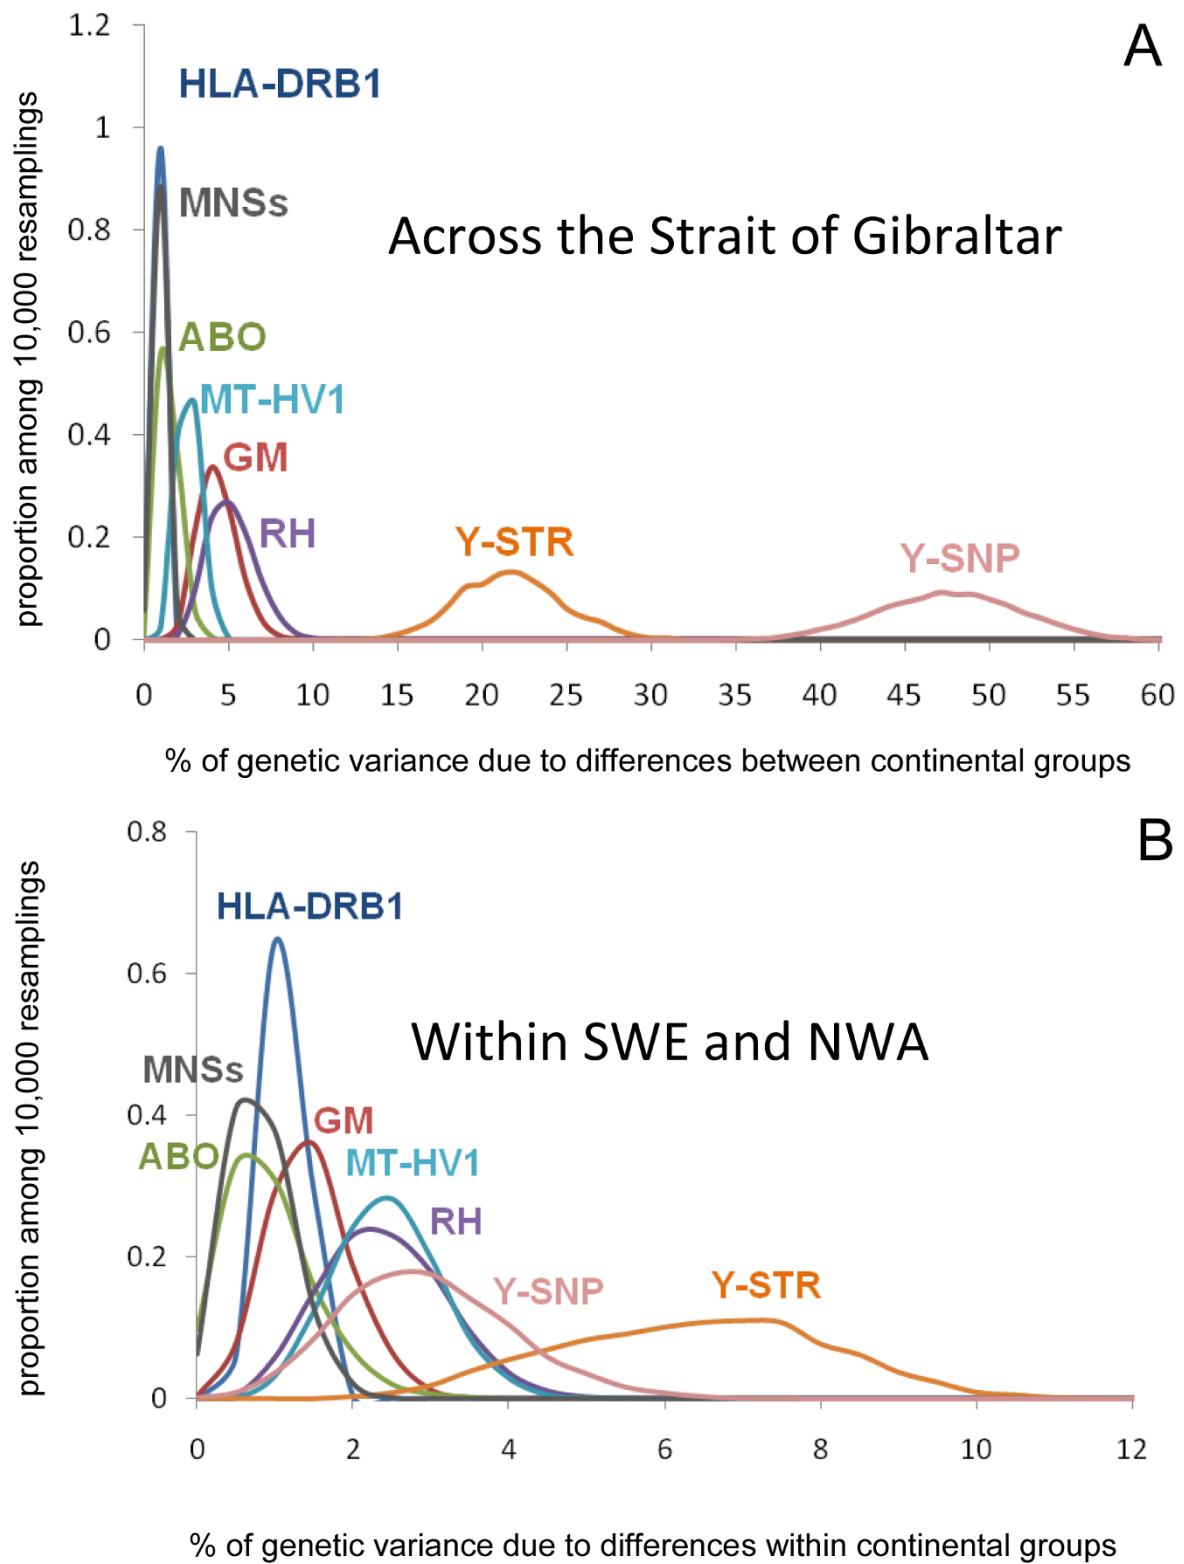 A
1.2
1
0.8
0.6
0.4
0.2
0
proportion among 10,000 resamplings
HLA-DRB1
MNSs
Across the Strait of Gibraltar
ABO
MT-HV1
GM
RH
Y-STR
Y-SNP
0 5 10 15 20 25 30 35 40 45 50 55 60
% of genetic variance due to differences between continental groups
B
0.8
0.6
0.4
0.2
0
proportion among 10,000 resamplings
HLA-DRB1
Within SWE and NWA
MNSs
GM
ABO
MT-HV1
RH
Y-SNP
Y-STR
0 2 4 6 8 10 12
% of genetic variance due to differences within continental groups